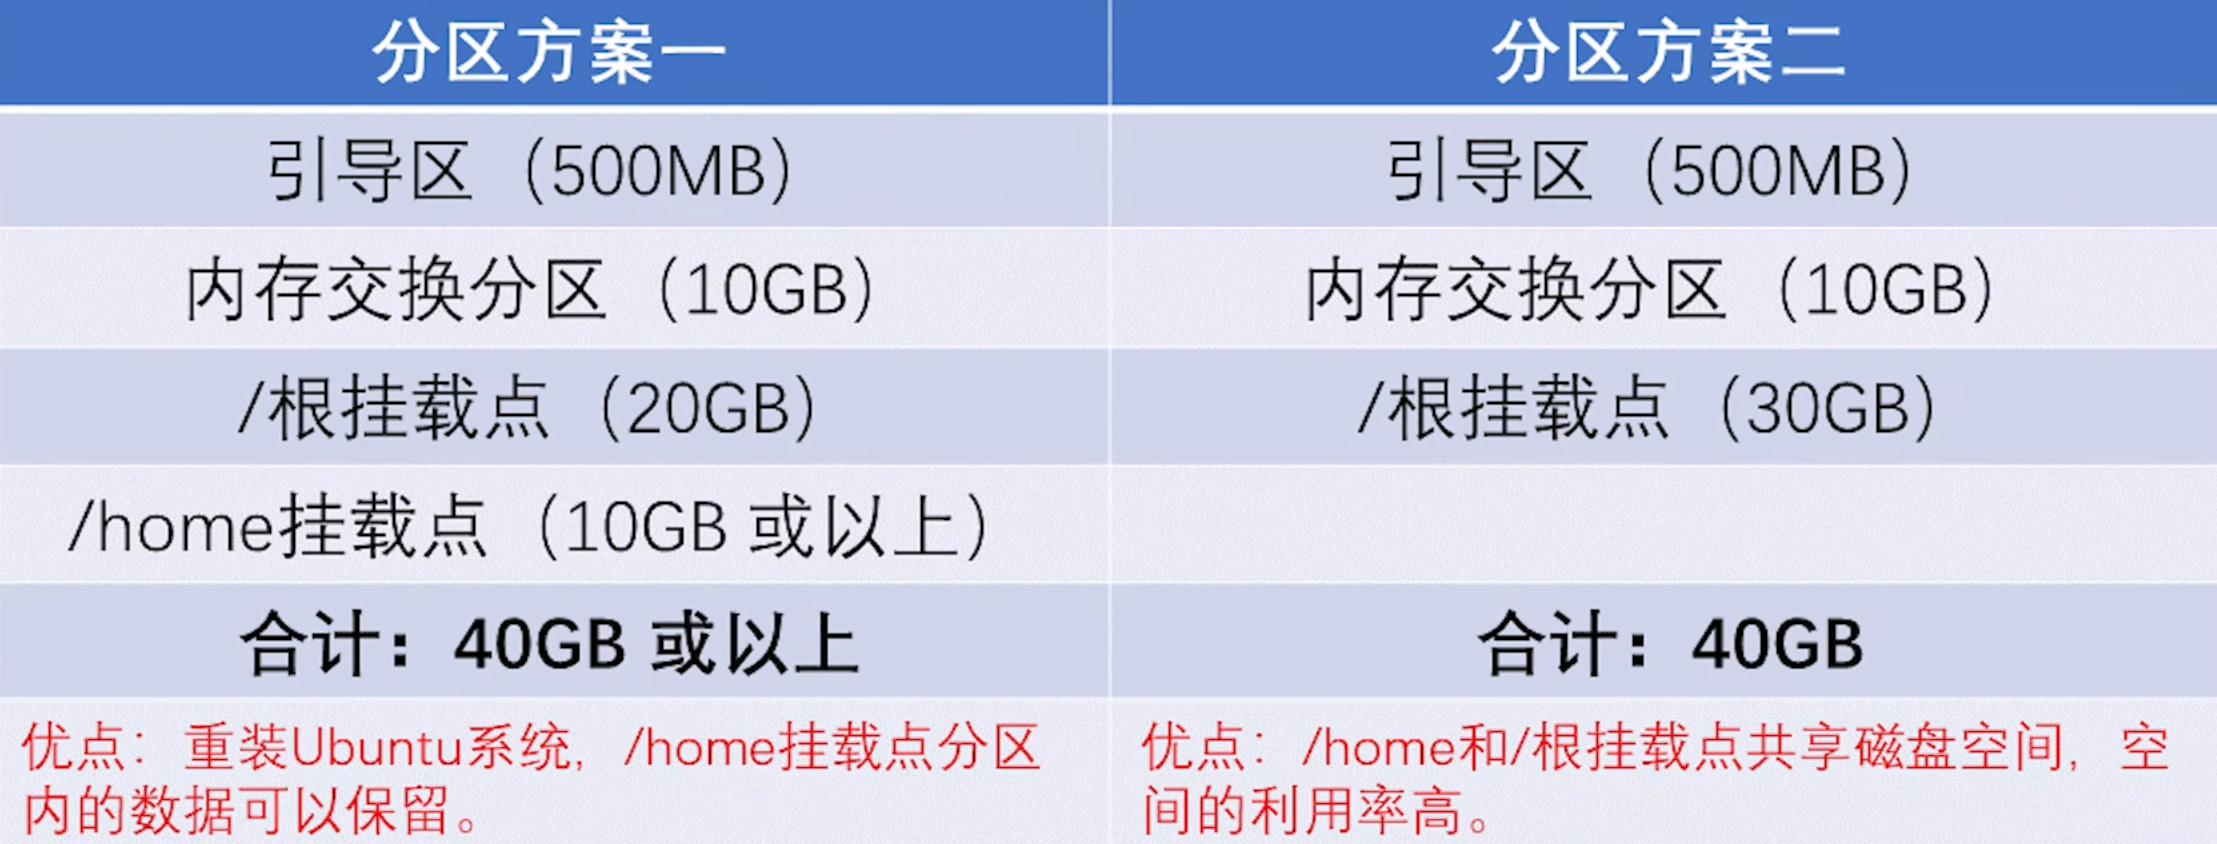 分区方案一 分区方案二
引导区（500MB） 引导区（500MB）
内存交换分区（10GB） 内存交换分区（10GB）
/根挂载点（20GB） /根挂载点（30GB）
/home挂载点（10GB 或以上）
合计：40GB 或以上 合计：40GB
优点：重装Ubuntu系统，/home挂载点分区
内的数据可以保留。
优点：/home和/根挂载点共享磁盘空间，空
间的利用率高。